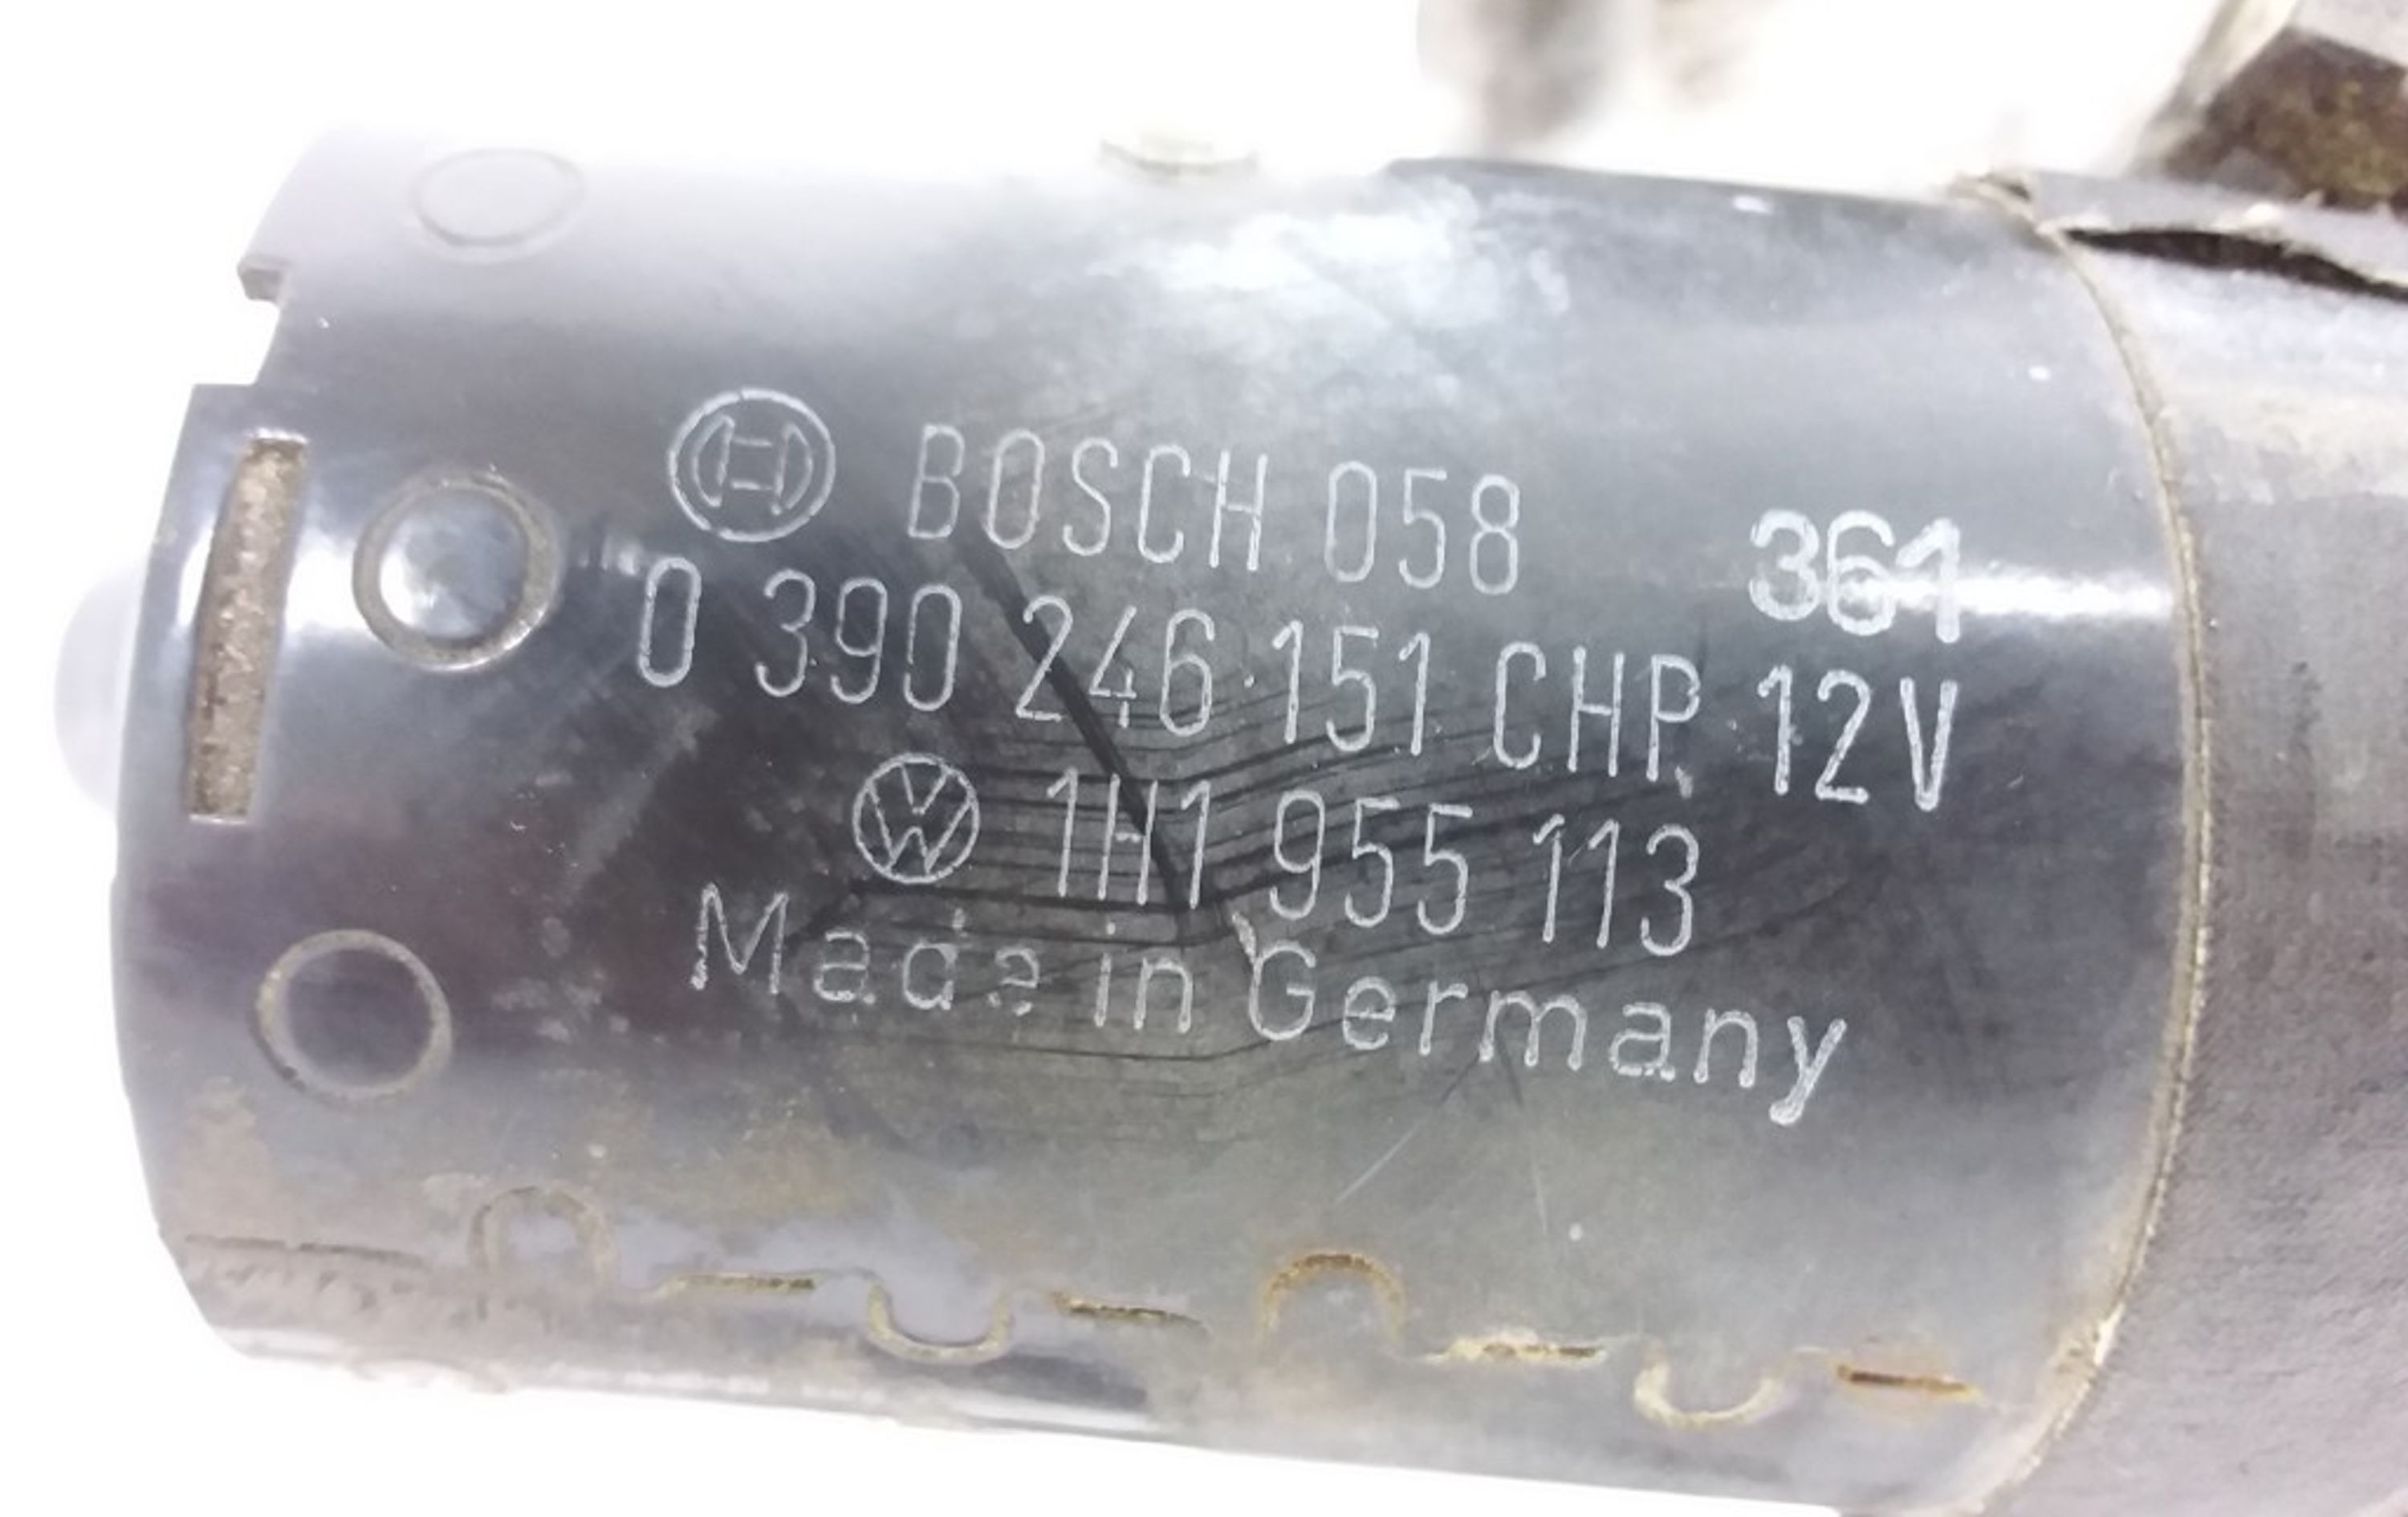 BOSCH 058
361
0 390 246 151 CHP 12V
1H1 955 113
Made in Germany